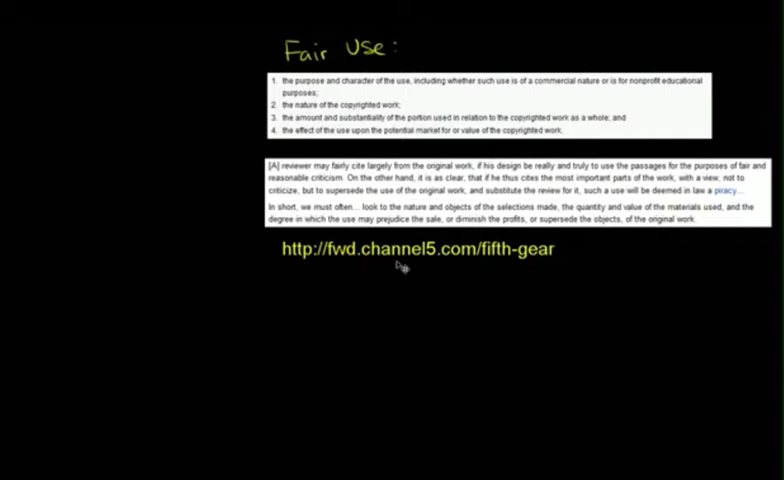 Fair Use:
1. the purpose and character of the use, including whether such use is of a commercial nature or is for nonprofit educational
purposes;
2. the nature of the copyrighted work;
3. the amount and substantiality of the portion used in relation to the copyrighted work as a whole; and
4. the effect of the use upon the potential market for or value of the copyrighted work.
[A] reviewer may fairly cite largely from the original work, if his design be really and truly to use the passages for the purposes of fair and
reasonable criticism. On the other hand, it is as clear, that if he thus cites the most important parts of the work, with a view, not to
criticize, but to supersede the use of the original work, and substitute the review for it, such a use will be deemed in law a piracy...
In short, we must often... look to the nature and objects of the selections made, the quantity and value of the materials used, and the
degree in which the use may prejudice the sale, or diminish the profits, or supersede the objects, of the original work.
http://fwd.channel5.com/fifth-gear